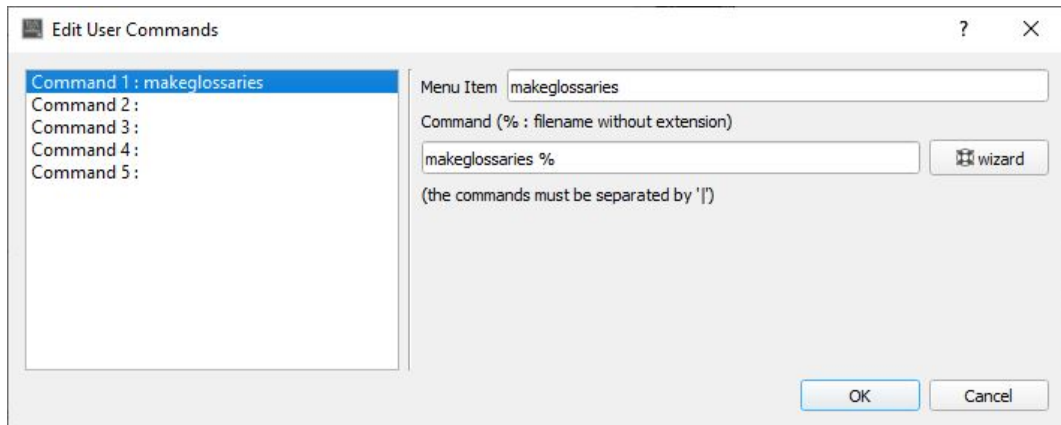 Edit User Commands
?
Command 1 : makeglossaries
Command 2 :
Command 3 :
Command 4 :
Command 5 :
Menu Item makeglossaries
Command (% : filename without extension)
makeglossaries % wizard
(the commands must be separated by '|')
OK Cancel